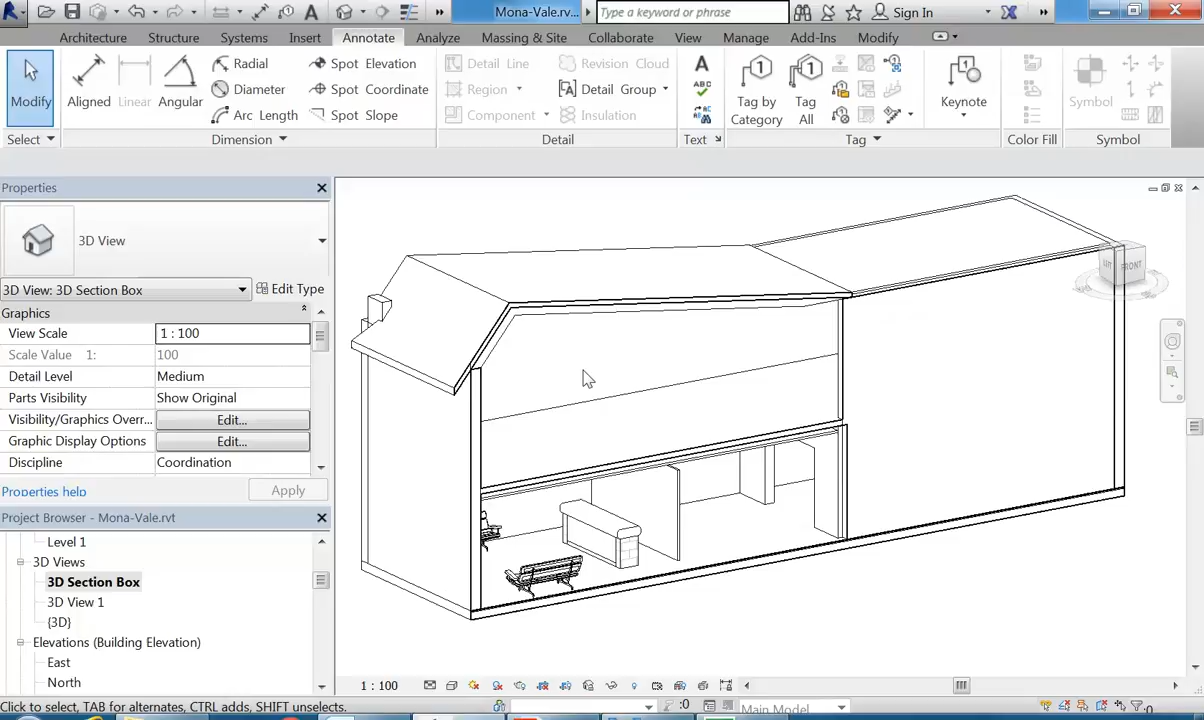 Mona-Vale.rv...
Type a keyword or phrase
Sign In
Architecture Structure Systems Insert Annotate Analyze Massing & Site Collaborate View Manage Add-Ins Modify
Modify
Aligned
Linear
Angular
Radial
Diameter
Arc Length
Spot Elevation
Spot Coordinate
Spot Slope
Detail Line
Region
Component
Revision Cloud
Detail Group
Insulation
Tag by
Category
Tag
All
Keynote
Symbol
Select
Dimension
Detail
Text
Tag
Color Fill
Symbol
Properties
3D View
3D View: 3D Section Box
Edit Type
Graphics
View Scale 1 : 100
Scale Value 1: 100
Detail Level Medium
Parts Visibility Show Original
Visibility/Graphics Overr... Edit...
Graphic Display Options Edit...
Discipline Coordination
Properties help
Apply
Project Browser - Mona-Vale.rvt
Level 1
3D Views
3D Section Box
3D View 1
{3D}
Elevations (Building Elevation)
East
North
FRONT
1 : 100
Click to select, TAB for alternates, CTRL adds, SHIFT unselects.
:0
Main Model
:0